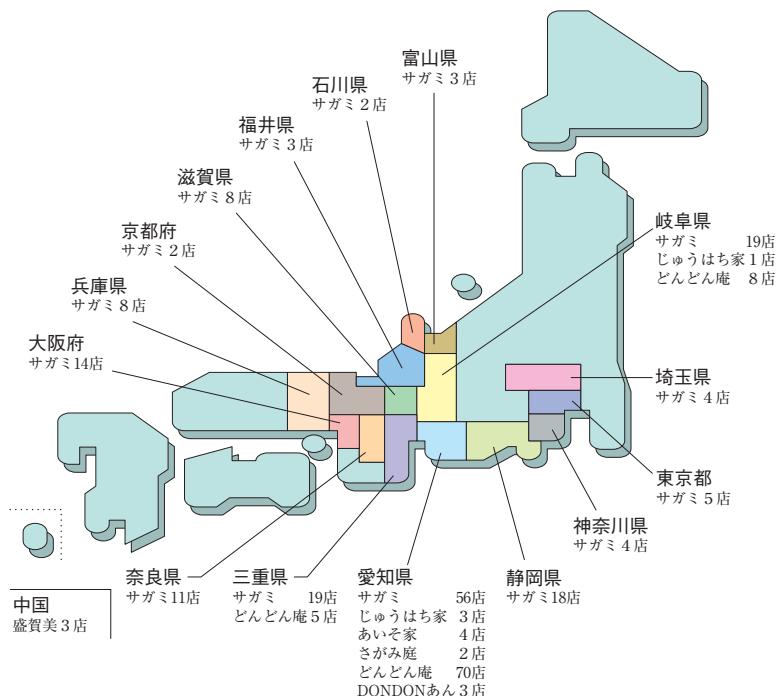 富山県
サガミ3店
石川県
サガミ2店
福井県
サガミ3店
滋賀県
サガミ8店
京都府
サガミ2店
兵庫県
サガミ8店
大阪府
サガミ14店
岐阜県
サガミ 19店
じゅうはち家 1店
どんどん庵 8店
埼玉県
サガミ4店
東京都
サガミ5店
神奈川県
サガミ4店
静岡県
サガミ18店
愛知県
サガミ 56店
じゅうはち家 3店
あいそ家 4店
さがみ庭 2店
どんどん庵 70店
DONDONあん 3店
三重県
サガミ 19店
どんどん庵 5店
奈良県
サガミ11店
中国
盛賀美3店